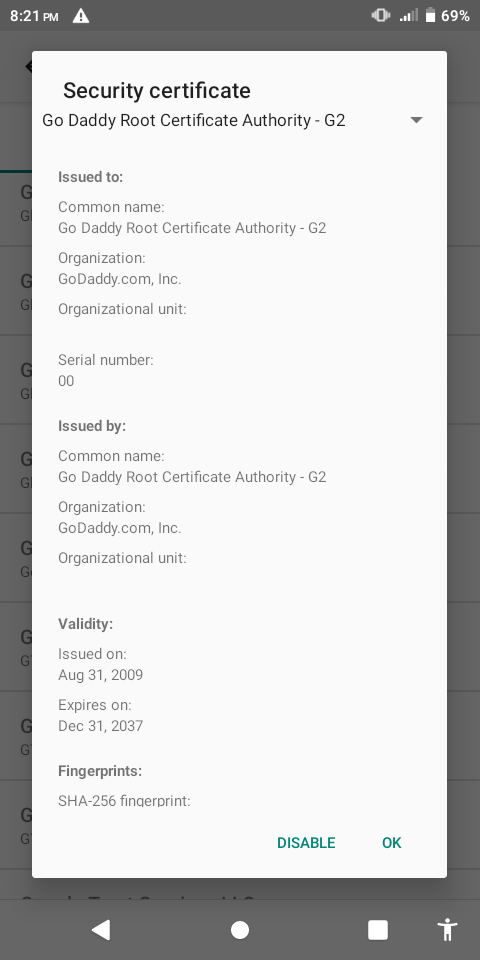 8:21 PM
69%
Security certificate
Go Daddy Root Certificate Authority - G2
Issued to:
Common name:
Go Daddy Root Certificate Authority - G2
Organization:
GoDaddy.com, Inc.
Organizational unit:
Serial number:
00
Issued by:
Common name:
Go Daddy Root Certificate Authority - G2
Organization:
GoDaddy.com, Inc.
Organizational unit:
Validity:
Issued on:
Aug 31, 2009
Expires on:
Dec 31, 2037
Fingerprints:
SHA-256 fingerprint:
DISABLE
OK